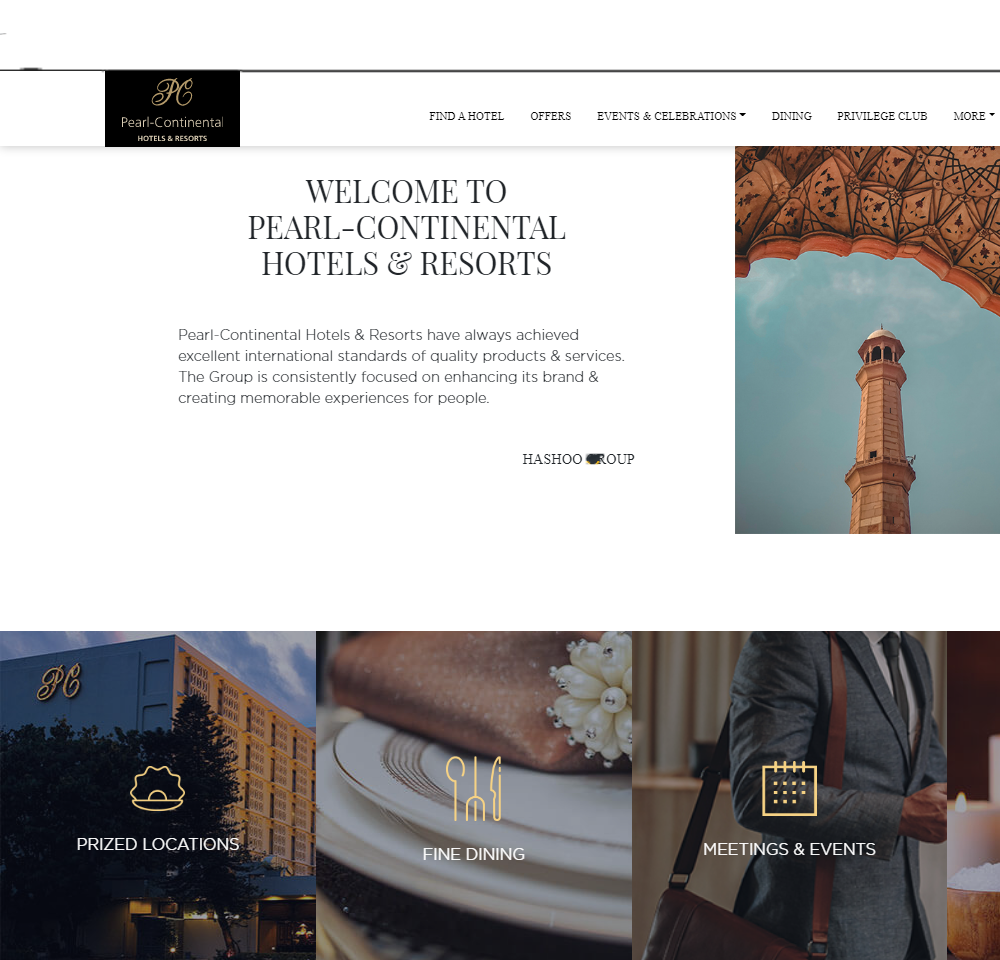 PC
Pearl-Continental
HOTELS & RESORTS
FIND A HOTEL OFFERS EVENTS & CELEBRATIONS DINING PRIVILEGE CLUB MORE
WELCOME TO
PEARL-CONTINENTAL
HOTELS & RESORTS
Pearl-Continental Hotels & Resorts have always achieved
excellent international standards of quality products & services.
The Group is consistently focused on enhancing its brand &
creating memorable experiences for people.
HASHOO
PC
PRIZED LOCATIONS
FINE DINING
MEETINGS & EVENTS